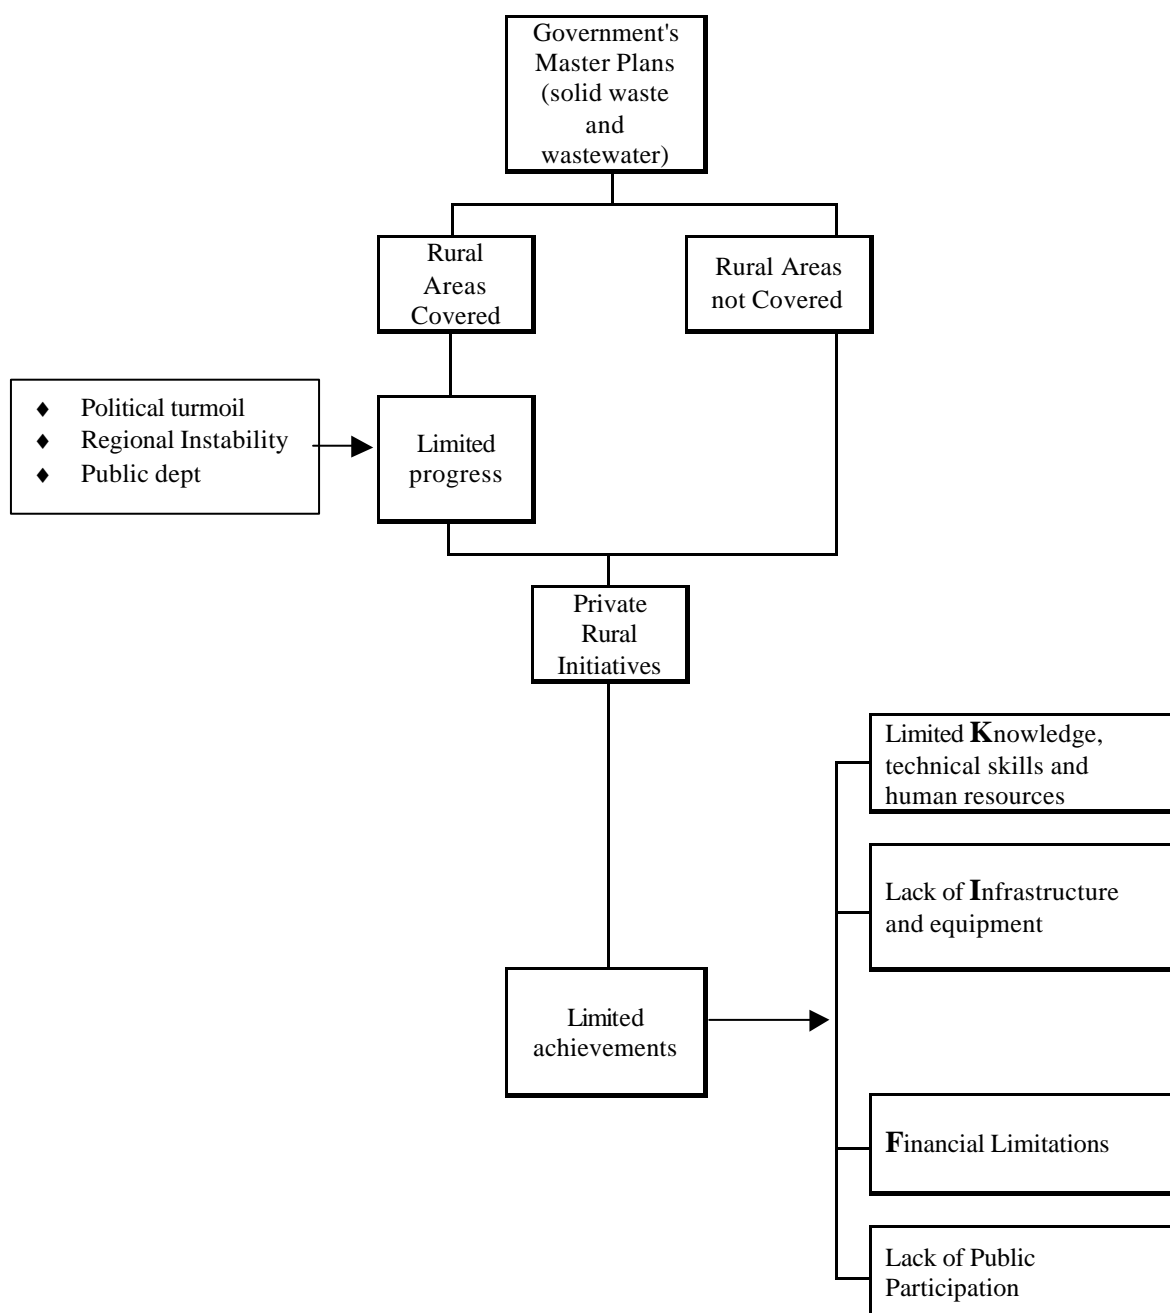 Government's
Master Plans
(solid waste
and
wastewater)
Rural
Areas
Covered
Rural Areas
not Covered
♦ Political turmoil
♦ Regional Instability
♦ Public dept
Limited
progress
Private
Rural
Initiatives
Limited Knowledge,
technical skills and
human resources
Lack of Infrastructure
and equipment
Limited
achievements
Financial Limitations
Lack of Public
Participation